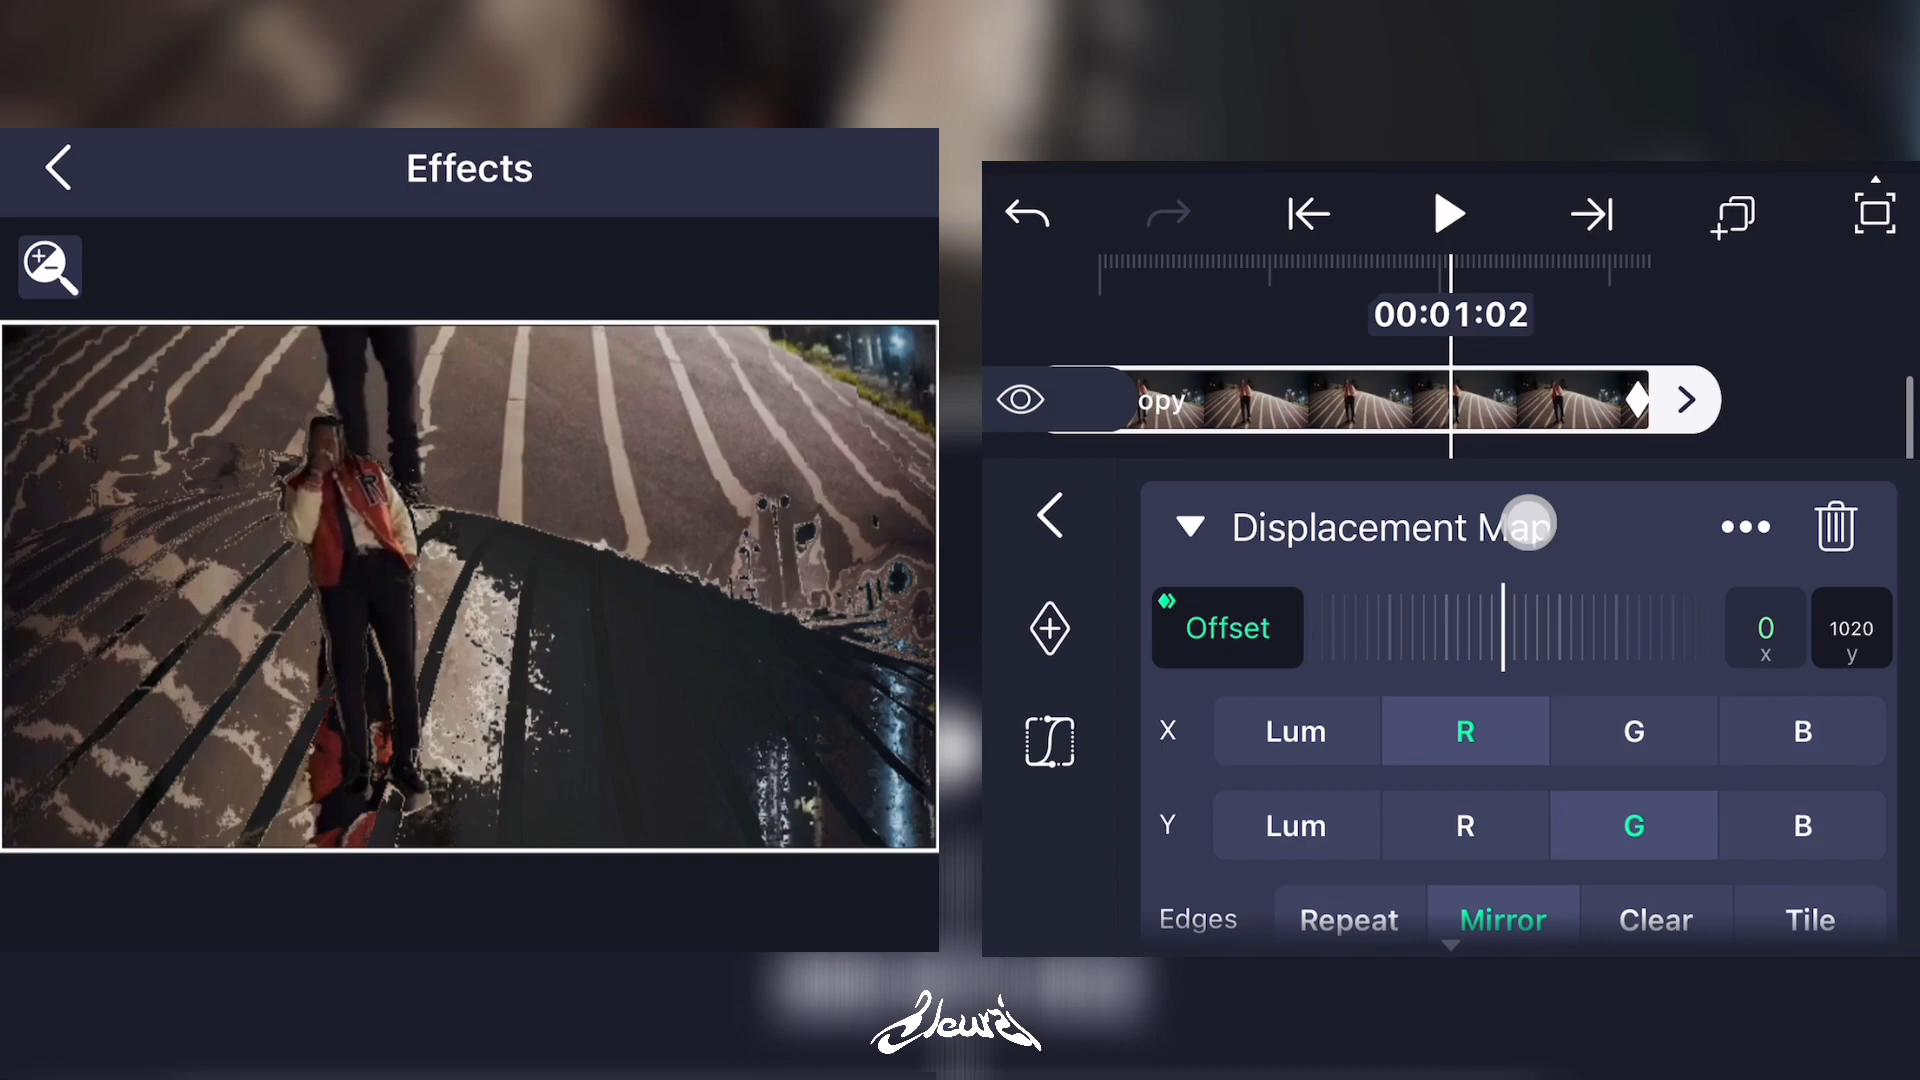 Effects
00:01:02
opy
Displacement Map
Offset
0
x
1020
y
X
Lum
R
G
B
Y
Lum
R
G
B
Edges
Repeat
Mirror
Clear
Tile
R